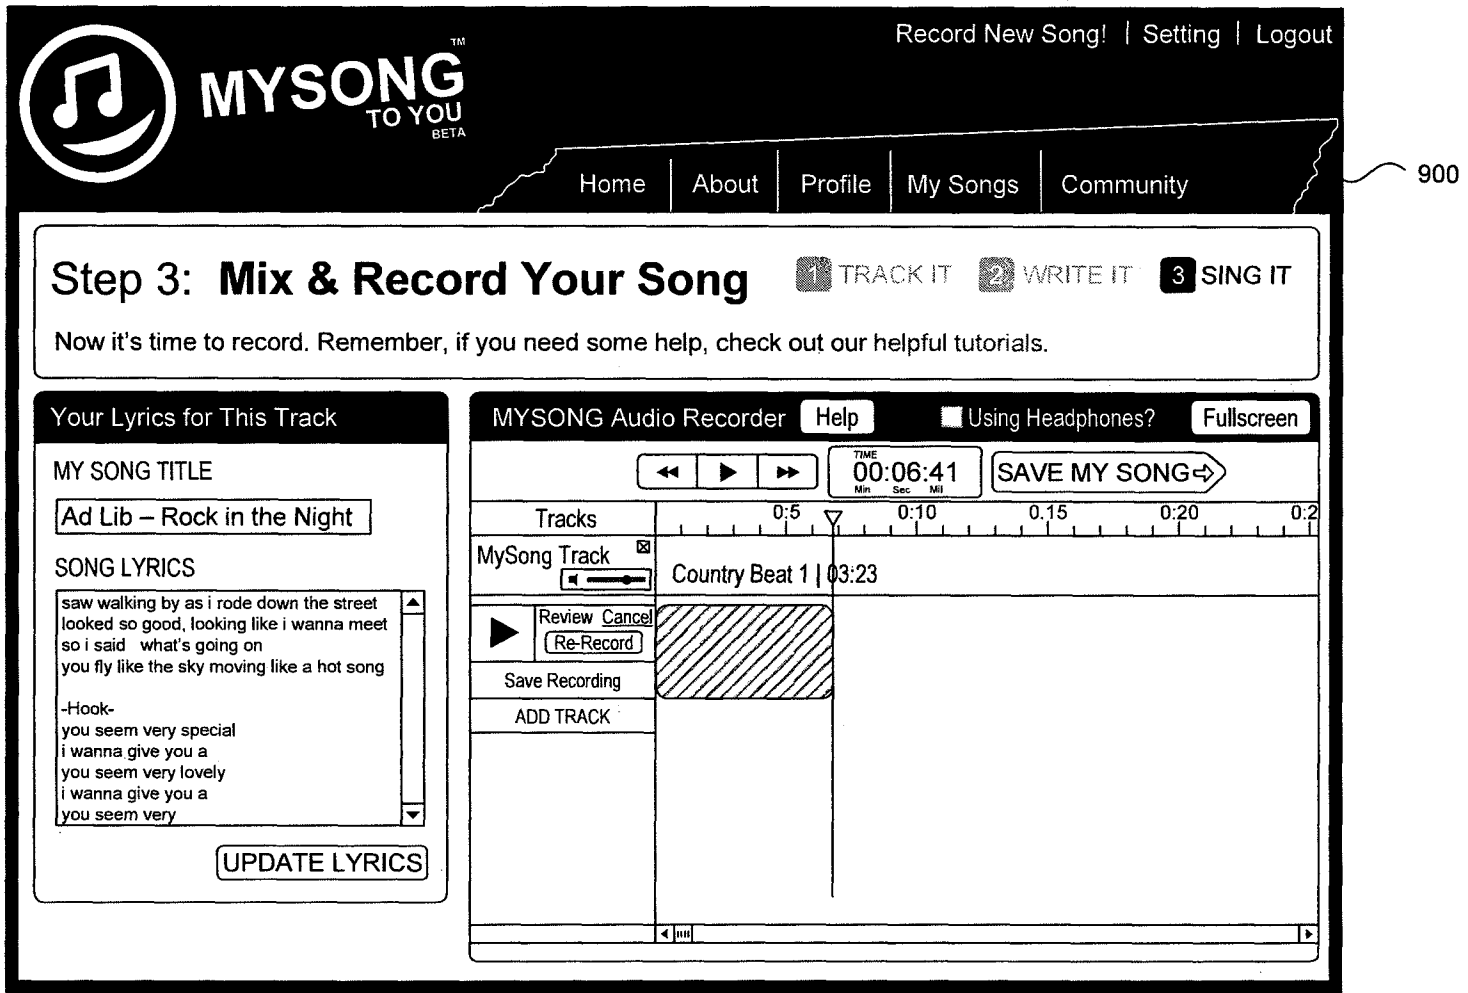 Record New Song! | Setting | Logout
MYSONG™
TO YOU
BETA
Home | About | Profile | My Songs | Community
900
Step 3: Mix & Record Your Song
1 TRACK IT 2 WRITE IT 3 SING IT
Now it's time to record. Remember, if you need some help, check out our helpful tutorials.
Your Lyrics for This Track
MY SONG TITLE
Ad Lib – Rock in the Night
SONG LYRICS
saw walking by as i rode down the street
looked so good, looking like i wanna meet
so i said what's going on
you fly like the sky moving like a hot song
-Hook-
you seem very special
i wanna give you a
you seem very lovely
i wanna give you a
you seem very
UPDATE LYRICS
MYSONG Audio Recorder Help Using Headphones? Fullscreen
TIME
00:06:41
Min Sec Mil
SAVE MY SONG
Tracks 0:5 0:10 0.15 0:20 0:2
MySong Track
Country Beat 1 | 03:23
Review Cancel
Re-Record
Save Recording
ADD TRACK